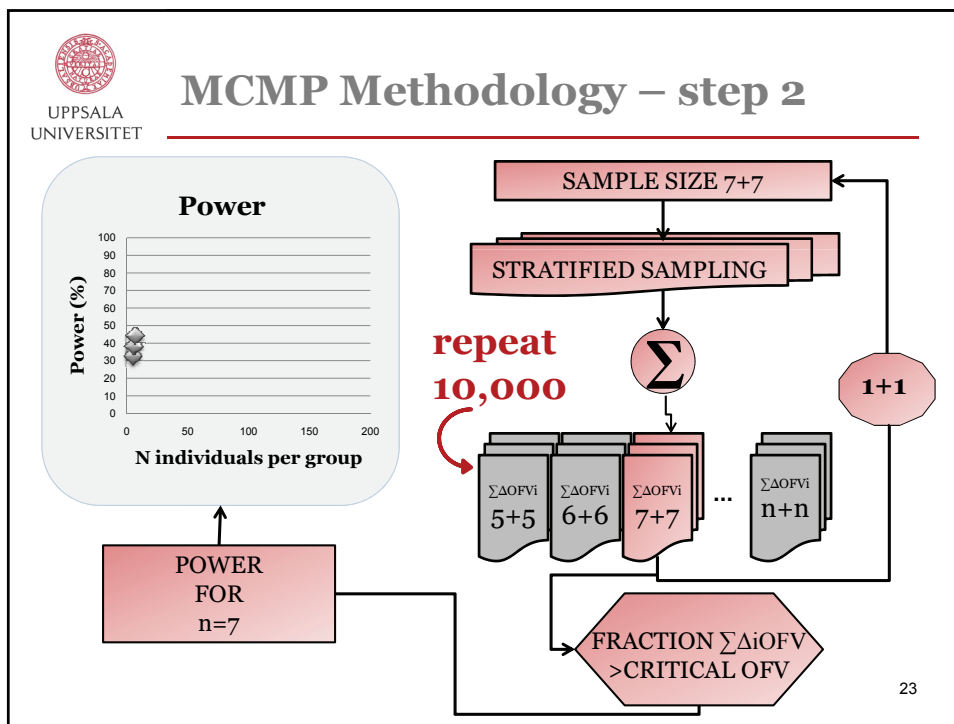 UPPSALA
UNIVERSITET
MCMP Methodology – step 2
Power
Power (%)
100
90
80
70
60
50
40
30
20
10
0
0 50 100 150 200
N individuals per group
SAMPLE SIZE 7+7
STRATIFIED SAMPLING
Σ
repeat
10,000
1+1
∑ΔOFVi
5+5
∑ΔOFVi
6+6
∑ΔOFVi
7+7
...
∑ΔOFVi
n+n
POWER
FOR
n=7
FRACTION ∑ΔiOFV
>CRITICAL OFV
23